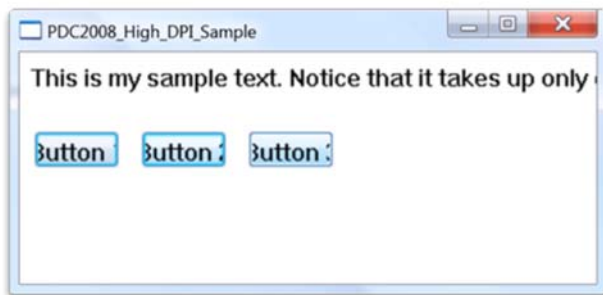 PDC2008_High_DPI_Sample
This is my sample text. Notice that it takes up only
Button Button Button